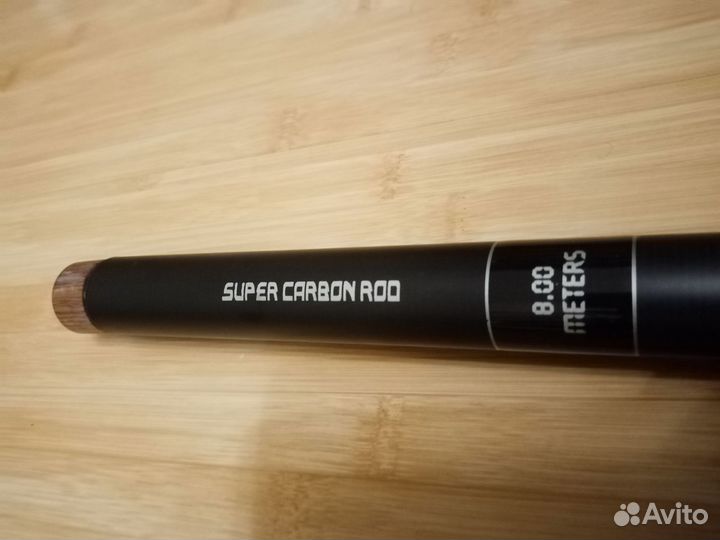 SUPER CARBON ROD
8.00
METERS
Avito